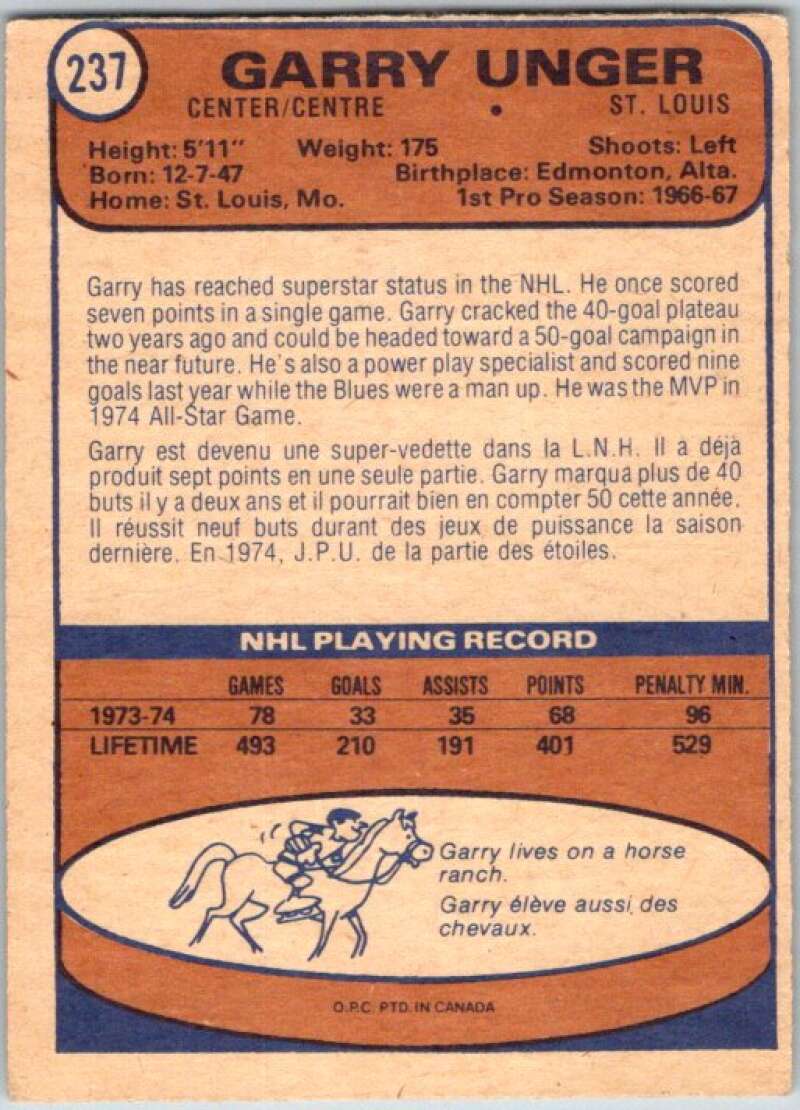 237
GARRY UNGER
CENTER/CENTRE • ST. LOUIS
Height: 5'11" Weight: 175 Shoots: Left
Born: 12-7-47 Birthplace: Edmonton, Alta.
Home: St. Louis, Mo. 1st Pro Season: 1966-67
Garry has reached superstar status in the NHL. He once scored
seven points in a single game. Garry cracked the 40-goal plateau
two years ago and could be headed toward a 50-goal campaign in
the near future. He's also a power play specialist and scored nine
goals last year while the Blues were a man up. He was the MVP in
1974 All-Star Game.
Garry est devenu une super-vedette dans la L.N.H. Il a déjà
produit sept points en une seule partie. Garry marqua plus de 40
buts il y a deux ans et il pourrait bien en compter 50 cette année.
Il réussit neuf buts durant des jeux de puissance la saison
dernière. En 1974, J.P.U. de la partie des étoiles.
NHL PLAYING RECORD
GAMES GOALS ASSISTS POINTS PENALTY MIN.
1973-74 78 33 35 68 96
LIFETIME 493 210 191 401 529
Garry lives on a horse
ranch.
Garry élève aussi des
chevaux.
O.P.C. PTD. IN CANADA